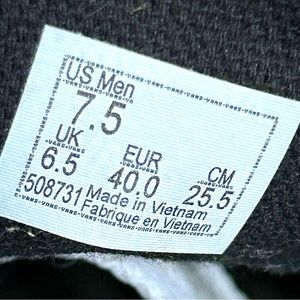 US Men
7.5
UK EUR CM
6.5 40.0 25.5
508731 Made in Vietnam
Fabrique en Vietnam